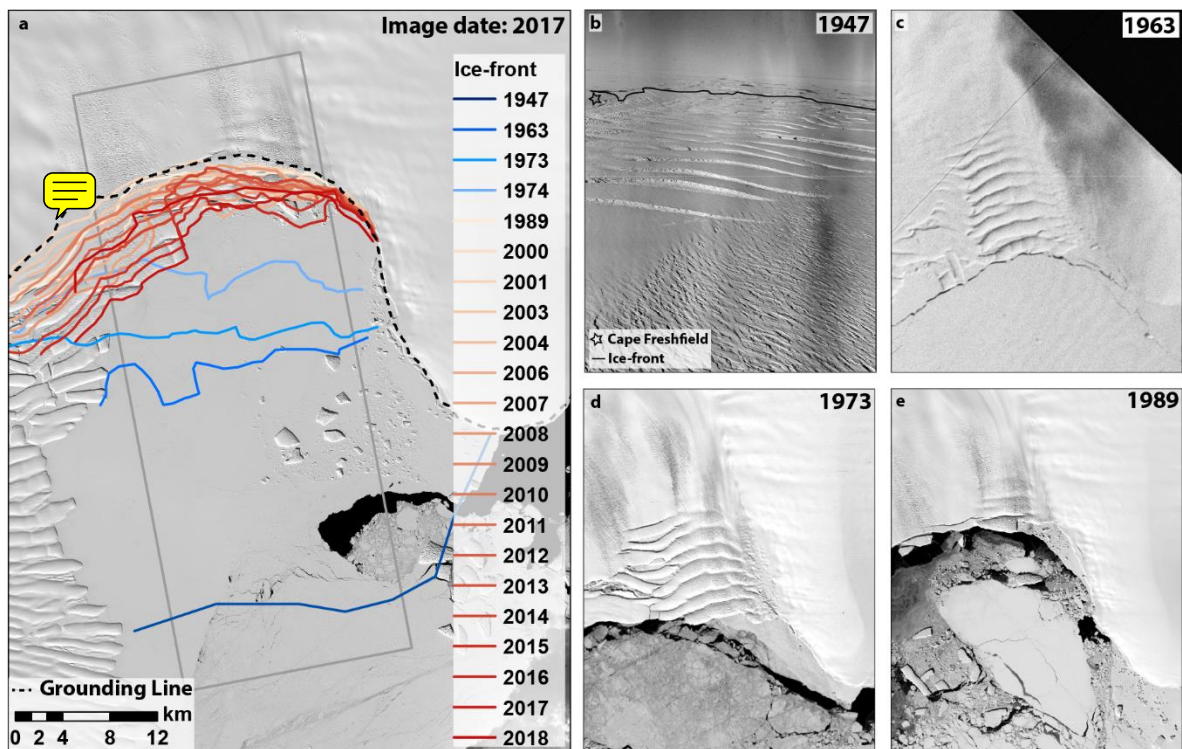 a
Image date: 2017
Ice-front
1947
1963
1973
1974
1989
2000
2001
2003
2004
2006
2007
2008
2009
2010
2011
2012
2013
2014
2015
2016
2017
2018
Grounding Line
km
0 2 4 8 12
b
1947
Cape Freshfield
Ice-front
c
1963
d
1973
e
1989